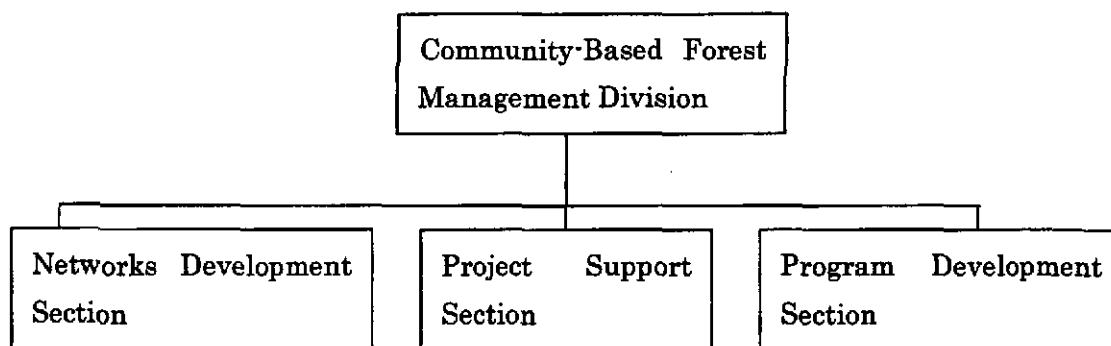 Community-Based Forest
Management Division
Networks Development
Section
Project Support
Section
Program Development
Section